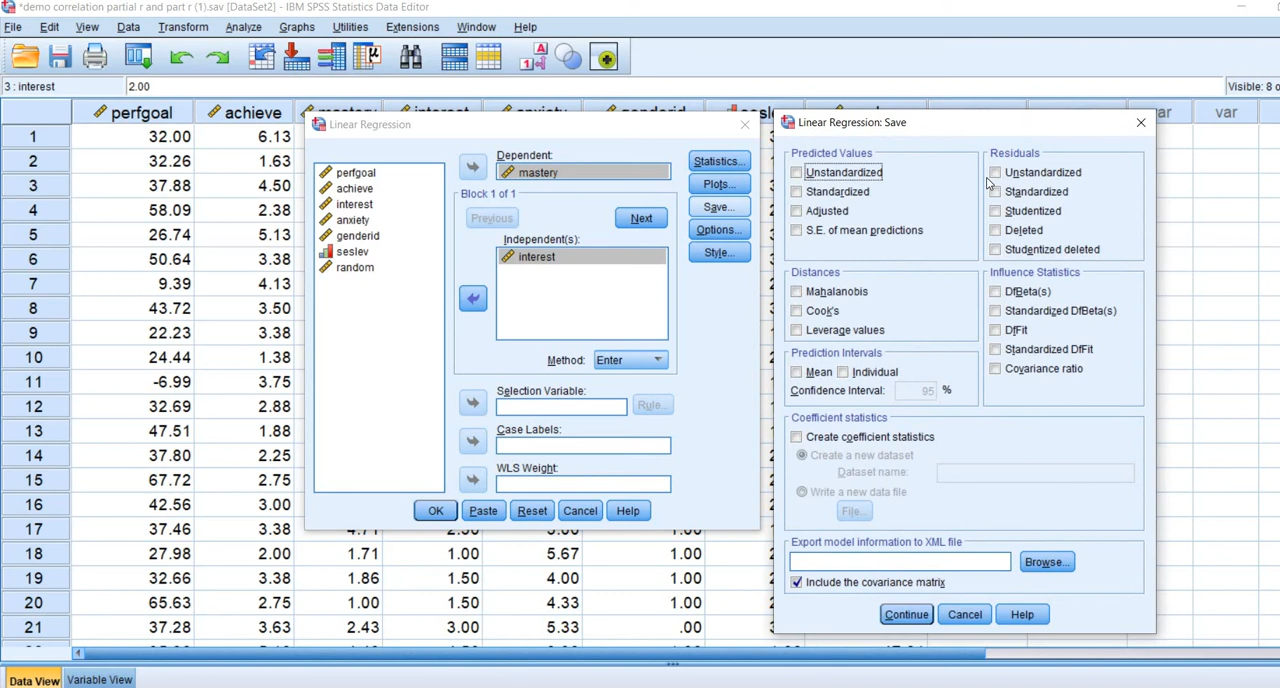 *demo correlation partial r and part r (1).sav [DataSet2] - IBM SPSS Statistics Data Editor
File Edit View Data Transform Analyze Graphs Utilities Extensions Window Help
3 : interest 2.00 Visible: 8 o
perfgoal achieve mastery interest anxiety genderid seslev var var
1 32.00 6.13
2 32.26 1.63
3 37.88 4.50
4 58.09 2.38
5 26.74 5.13
6 50.64 3.38
7 9.39 4.13
8 43.72 3.50
9 22.23 3.38
10 24.44 1.38
11 -6.99 3.75
12 32.69 2.88
13 47.51 1.88
14 37.80 2.25
15 67.72 2.75
16 42.56 3.00
17 37.46 3.38 4.71 2.50 5.00 1.00
18 27.98 2.00 1.71 1.00 5.67 1.00
19 32.66 3.38 1.86 1.50 4.00 1.00
20 65.63 2.75 1.00 1.50 4.33 1.00
21 37.28 3.63 2.43 3.00 5.33 .00
Data View Variable View
Linear Regression
perfgoal
achieve
interest
anxiety
genderid
seslev
random
Dependent:
mastery
Block 1 of 1
Previous Next
Independent(s):
interest
Method: Enter
Selection Variable:
Rule...
Case Labels:
WLS Weight:
Statistics...
Plots...
Save...
Options...
Style...
OK Paste Reset Cancel Help
Linear Regression: Save
Predicted Values
Unstandardized
Standardized
Adjusted
S.E. of mean predictions
Residuals
Unstandardized
Standardized
Studentized
Deleted
Studentized deleted
Distances
Mahalanobis
Cook's
Leverage values
Influence Statistics
DfBeta(s)
Standardized DfBeta(s)
DfFit
Standardized DfFit
Covariance ratio
Prediction Intervals
Mean Individual
Confidence Interval: 95 %
Coefficient statistics
Create coefficient statistics
Create a new dataset
Dataset name:
Write a new data file
File...
Export model information to XML file
Browse...
Include the covariance matrix
Continue Cancel Help